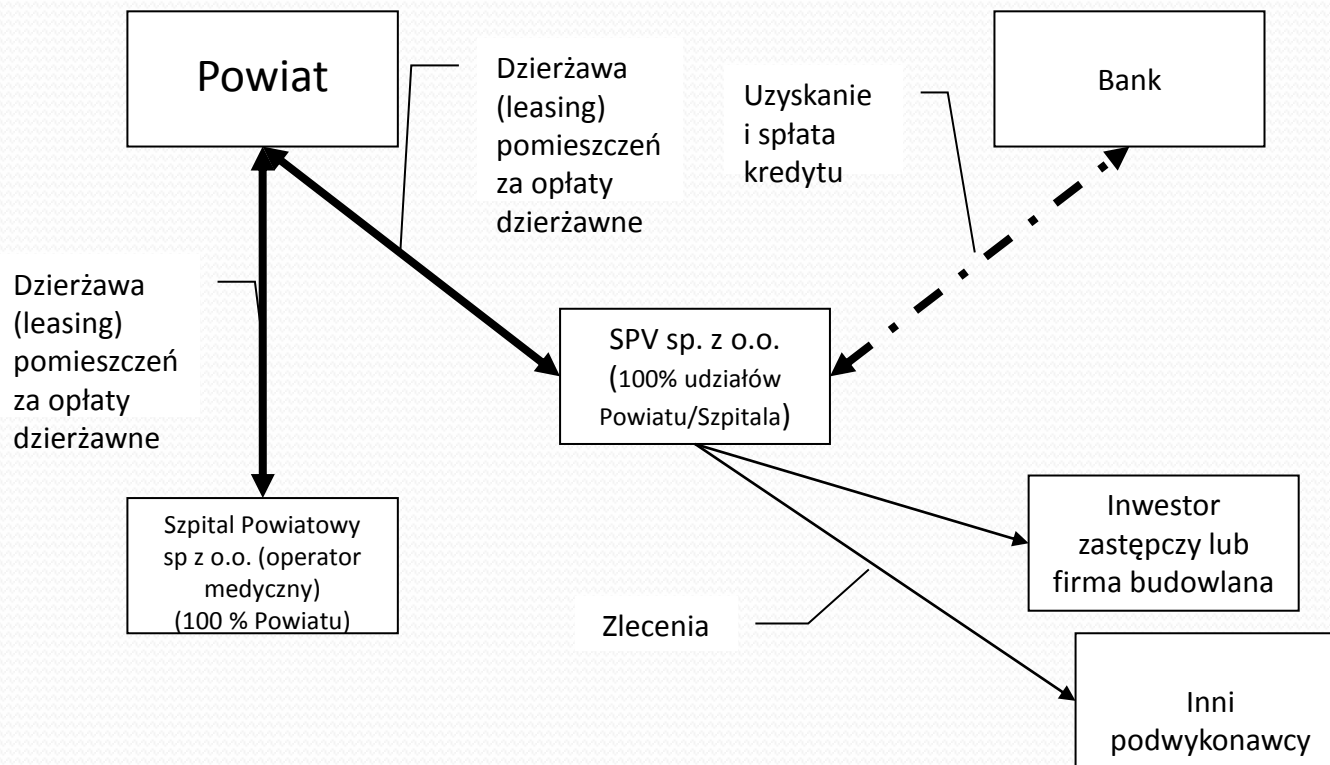 Powiat
Dzierżawa
(leasing)
pomieszczeń
za opłaty
dzierżawne
Uzyskanie
i spłata
kredytu
Bank
Dzierżawa
(leasing)
pomieszczeń
za opłaty
dzierżawne
SPV sp. z o.o.
(100% udziałów
Powiatu/Szpitala)
Szpital Powiatowy
sp z o.o. (operator
medyczny)
(100 % Powiatu)
Inwestor
zastępczy lub
firma budowlana
Zlecenia
Inni
podwykonawcy